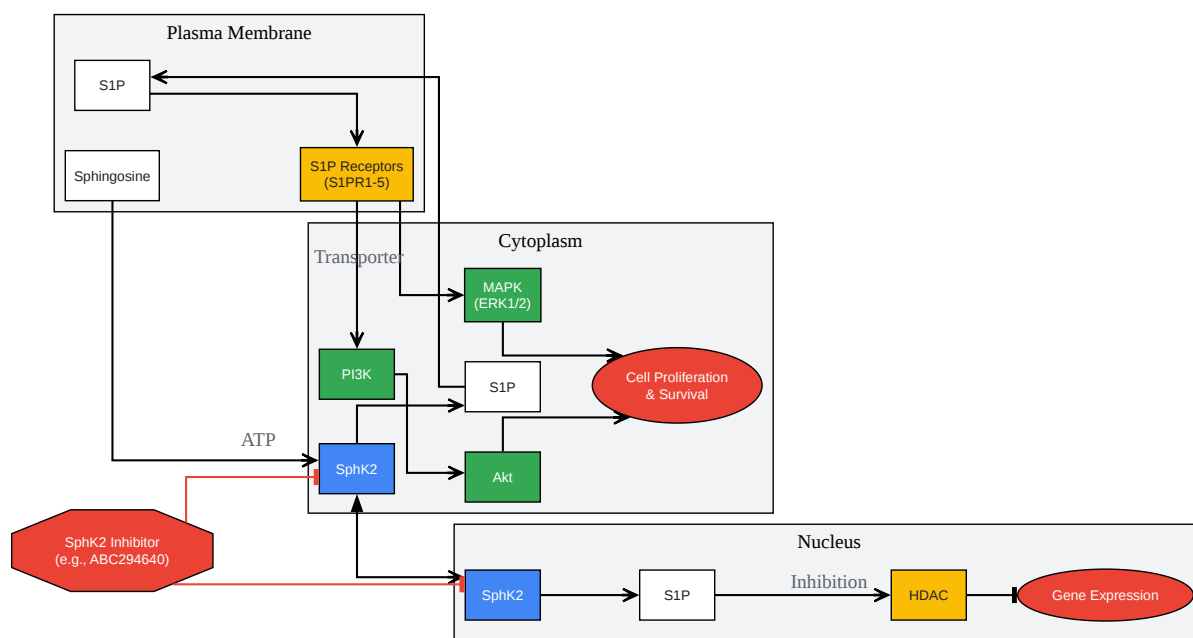 Plasma Membrane
S1P
Sphingosine
S1P Receptors
(S1PR1-5)
Cytoplasm
Transporter
MAPK
(ERK1/2)
PI3K
S1P
Cell Proliferation
& Survival
ATP
SphK2
Akt
SphK2 Inhibitor
(e.g., ABC294640)
Nucleus
SphK2
S1P
Inhibition
HDAC
Gene Expression